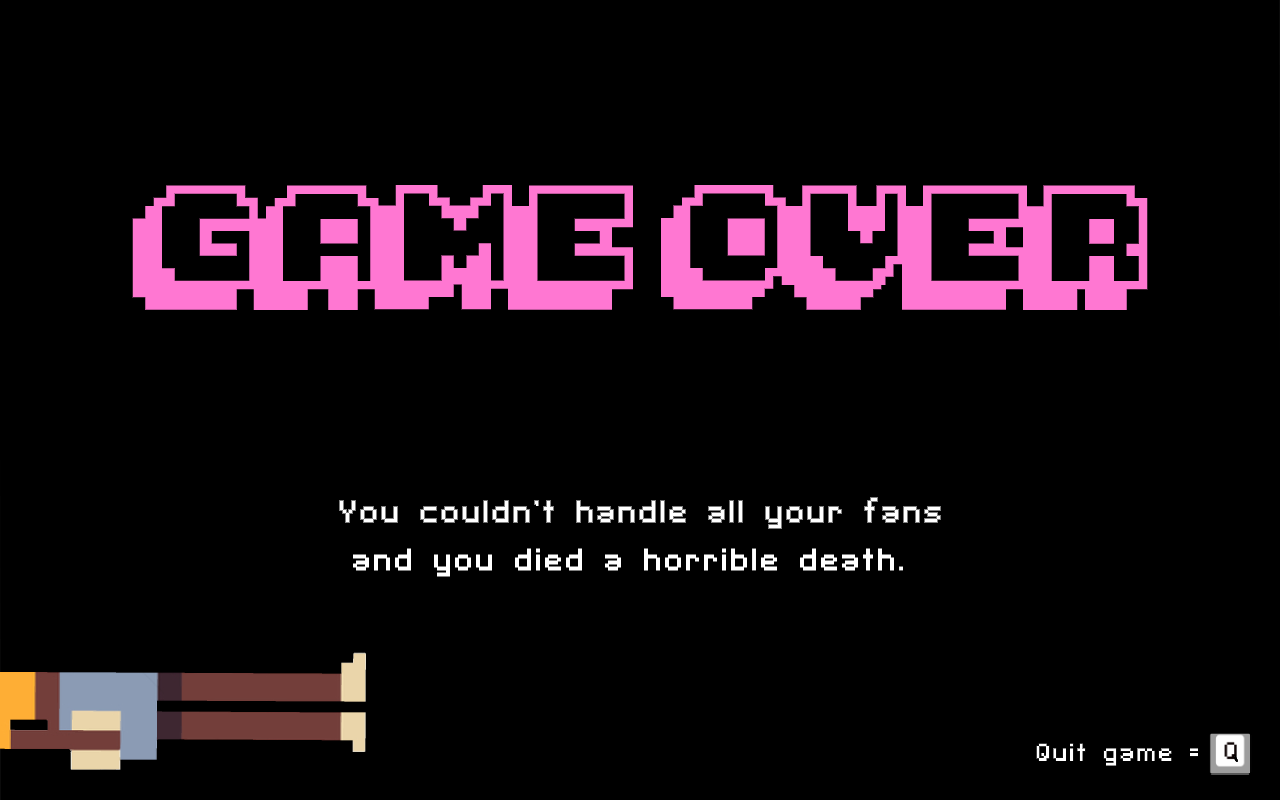 GAME OVER
You couldn't handle all your fans
and you died a horrible death.
Quit game = Q